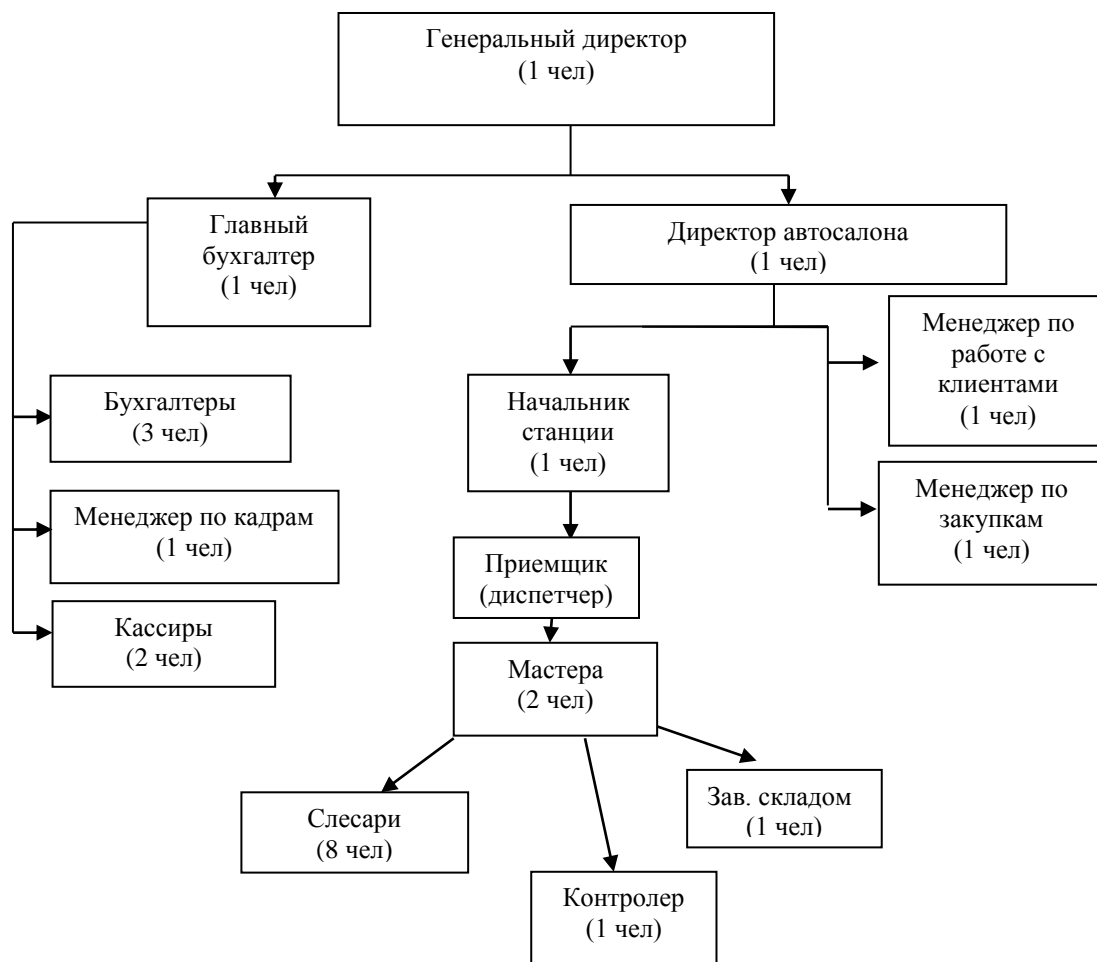 Генеральный директор
(1 чел)
Главный
бухгалтер
(1 чел)
Директор автосалона
(1 чел)
Менеджер по
работе с
клиентами
(1 чел)
Бухгалтеры
(3 чел)
Начальник
станции
(1 чел)
Менеджер по
закупкам
(1 чел)
Менеджер по кадрам
(1 чел)
Приемщик
(диспетчер)
Кассиры
(2 чел)
Мастера
(2 чел)
Слесари
(8 чел)
Зав. складом
(1 чел)
Контролер
(1 чел)